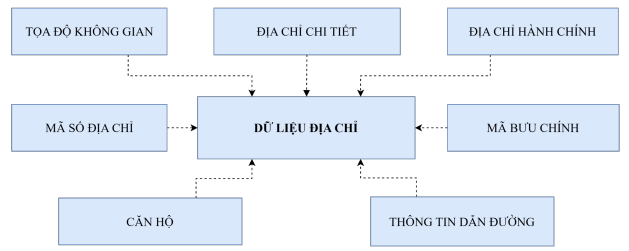 TỌA ĐỘ KHÔNG GIAN
ĐỊA CHỈ CHI TIẾT
ĐỊA CHỈ HÀNH CHÍNH
MÃ SỐ ĐỊA CHỈ
DỮ LIỆU ĐỊA CHỈ
MÃ BƯU CHÍNH
CĂN HỘ
THÔNG TIN DẪN ĐƯỜNG